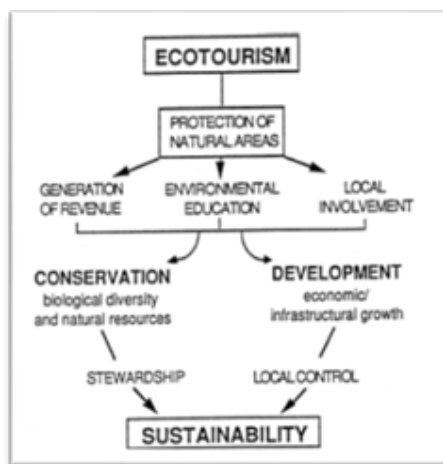 ECOTOURISM
PROTECTION OF
NATURAL AREAS
GENERATION
OF REVENUE
ENVIRONMENTAL
EDUCATION
LOCAL
INVOLVEMENT
CONSERVATION
biological diversity
and natural resources
DEVELOPMENT
economic/
infrastructural growth
STEWARDSHIP
LOCAL CONTROL
SUSTAINABILITY